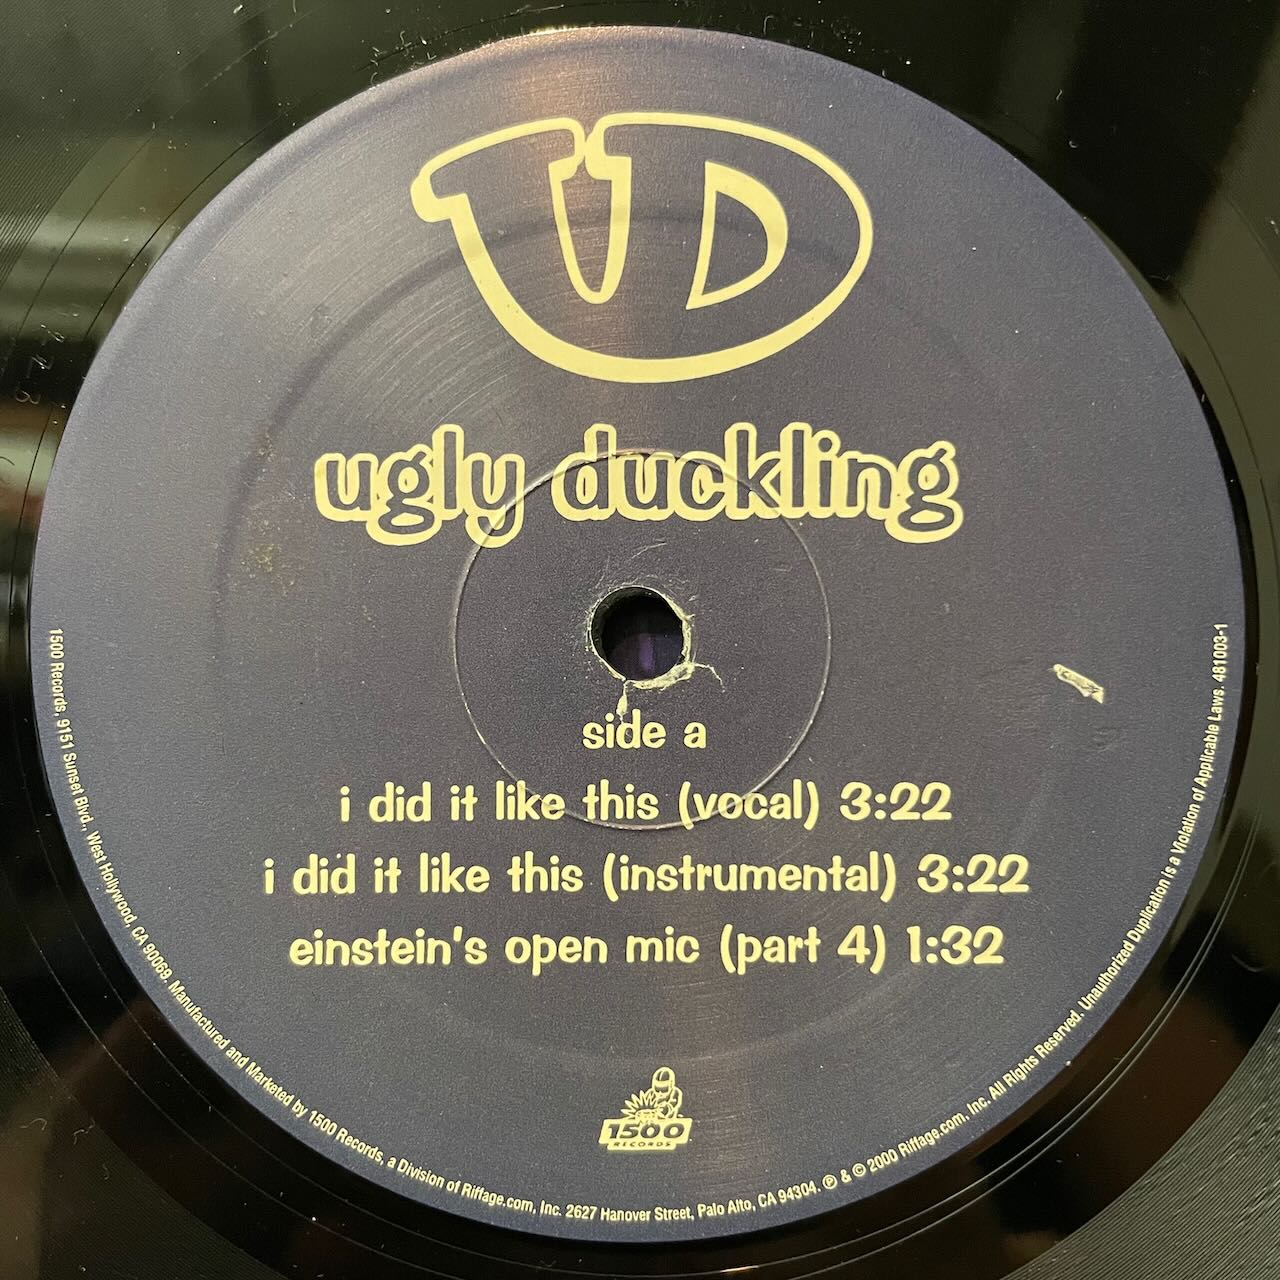 UD
ugly duckling
side a
i did it like this (vocal) 3:22
i did it like this (instrumental) 3:22
einstein's open mic (part 4) 1:32
1500
RECORDS
1500 Records, 9151 Sunset Blvd., West Hollywood, CA 90069. Manufactured and Marketed by 1500 Records, a Division of Riffage.com, Inc. 2627 Hanover Street, Palo Alto, CA 94304. ℗ & © 2000 Riffage.com, Inc. All Rights Reserved. Unauthorized Duplication is a Violation of Applicable Laws. 481003-1